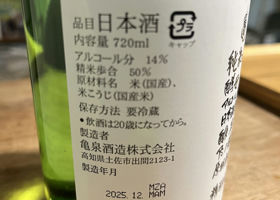 品目 日本酒
内容量 720ml
アルコール分 14%
精米歩合 50%
原材料名 米(国産)、
米こうじ(国産米)
保存方法 要冷蔵
●飲酒は20歳になってから。
製造者
亀泉酒造株式会社
高知県土佐市出間2123-1
製造年月
2025.12
MZA
MAM
プラ
キャップ